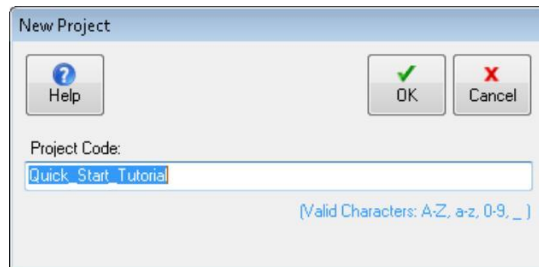 New Project
Help
OK
Cancel
Project Code:
Quick_Start_Tutorial
(Valid Characters: A-Z, a-z, 0-9, _ )